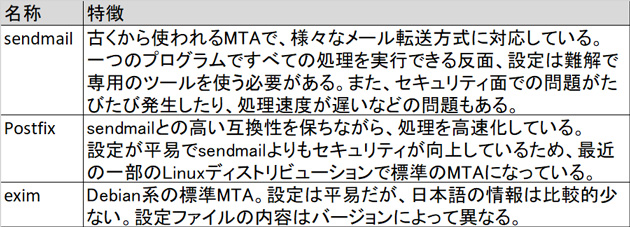 名称 特徴
sendmail 古くから使われるMTAで、様々なメール転送方式に対応している。
一つのプログラムですべての処理を実行できる反面、設定は難解で
専用のツールを使う必要がある。また、セキュリティ面での問題がた
びたび発生したり、処理速度が遅いなどの問題もある。
Postfix sendmailとの高い互換性を保ちながら、処理を高速化している。
設定が平易でsendmailよりもセキュリティが向上しているため、最近
の一部のLinuxディストリビューションで標準のMTAになっている。
exim Debian系の標準MTA。設定は平易だが、日本語の情報は比較的少
ない。設定ファイルの内容はバージョンによって異なる。